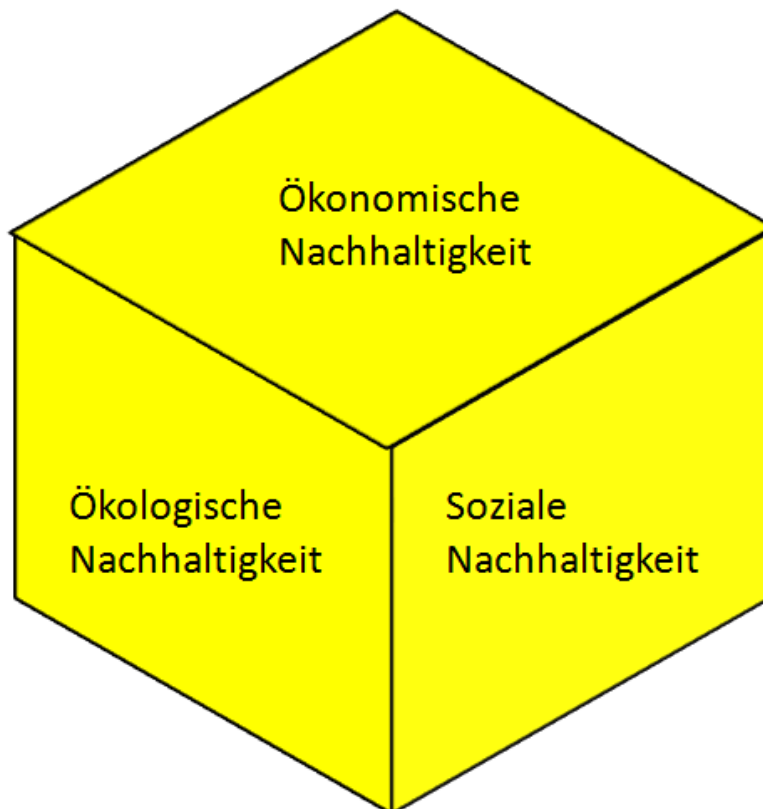 Ökonomische
Nachhaltigkeit
Ökologische
Nachhaltigkeit
Soziale
Nachhaltigkeit